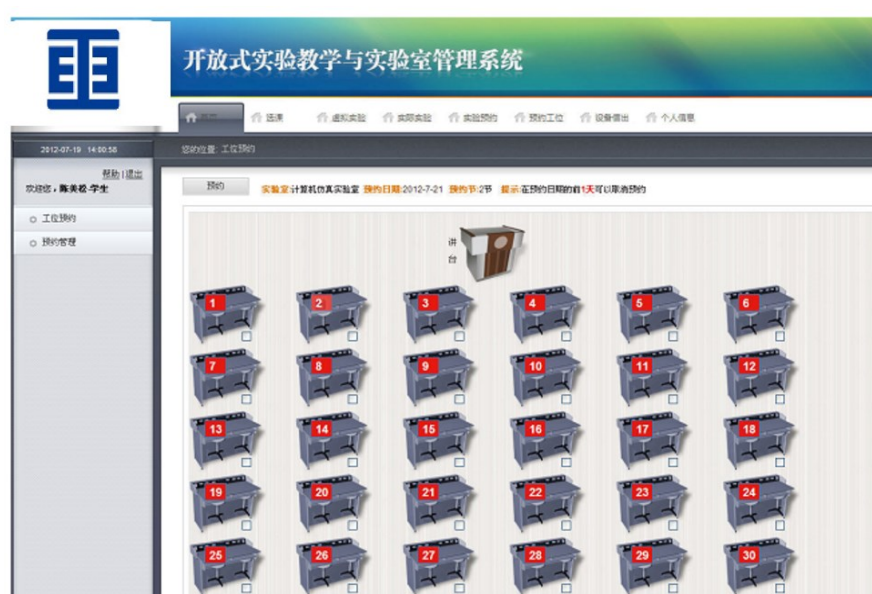 开放式实验教学与实验室管理系统
首页 选课 虚拟实验 实际实验 实验预约 预约工位 设备借出 个人信息
2012-07-19 14:00:58
您的位置: 工位预约
帮助 | 退出
欢迎您，陈美松·学生
工位预约
预约管理
预约 实验室:计算机仿真实验室 预约日期:2012-7-21 预约节:2节 提示:在预约日期的前1天可以取消预约
讲
台
1 2 3 4 5 6
7 8 9 10 11 12
13 14 15 16 17 18
19 20 21 22 23 24
25 26 27 28 29 30